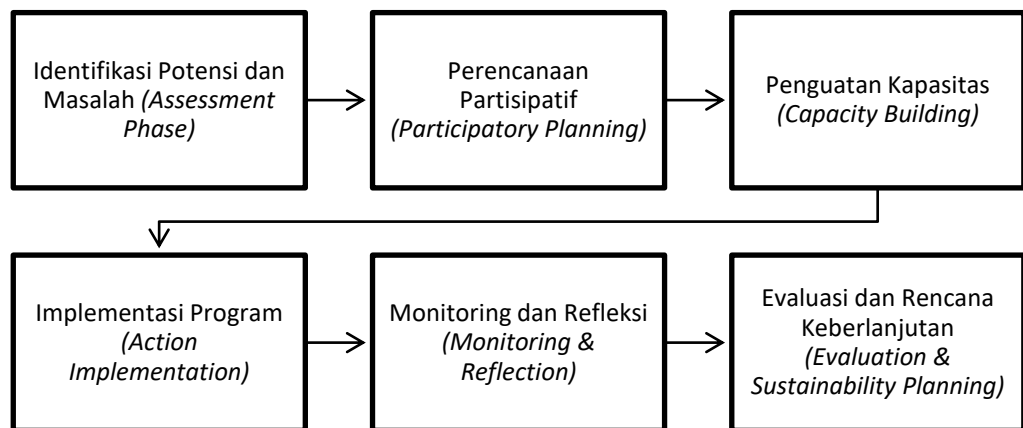 Identifikasi Potensi dan
Masalah (Assessment
Phase)
Perencanaan
Partisipatif
(Participatory Planning)
Penguatan Kapasitas
(Capacity Building)
Implementasi Program
(Action
Implementation)
Monitoring dan Refleksi
(Monitoring &
Reflection)
Evaluasi dan Rencana
Keberlanjutan
(Evaluation &
Sustainability Planning)